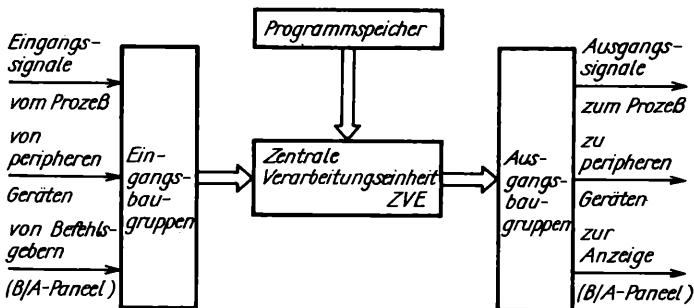 Programmspeicher
Eingangs-
signale
vom Prozeß
von
peripheren
Geräten
von Befehls-
gebern
(B/A-Paneel)
Ein-
gangs-
bau-
gruppen
Zentrale
Verarbeitungseinheit
ZVE
Aus-
gangs-
bau-
gruppen
Ausgangs-
signale
zum Prozeß
zu
peripheren
Geräten
zur
Anzeige
(B/A-Paneel)